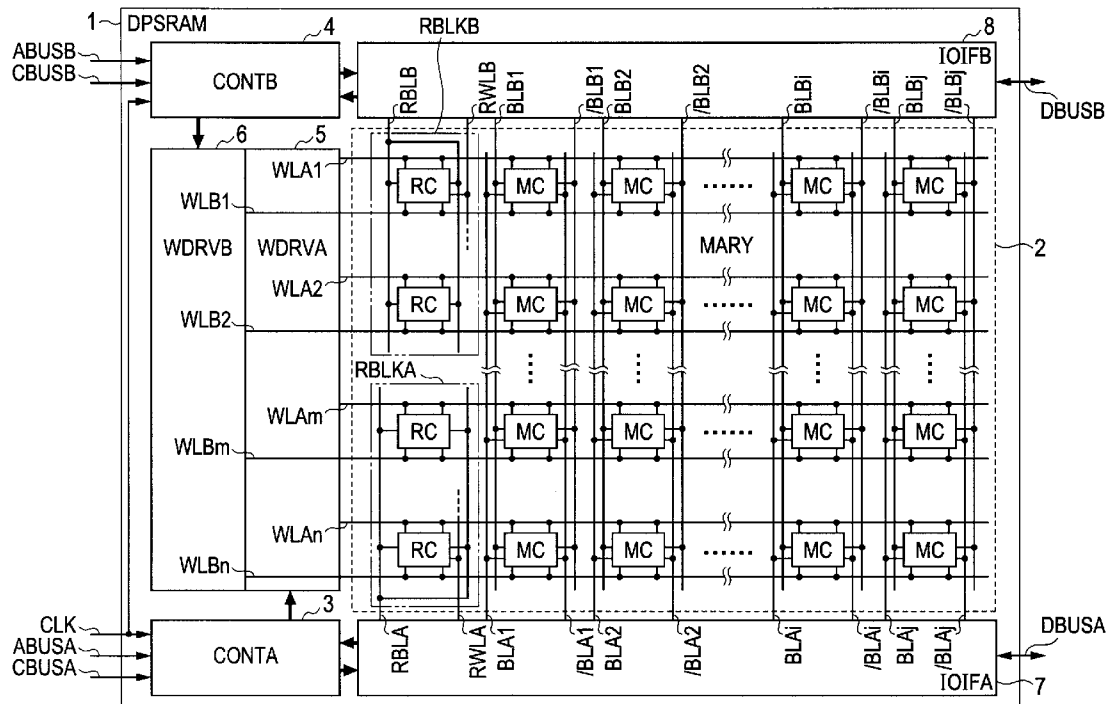 1 DPSRAM
4
RBLKB
8
ABUSB
CBUSB
CONTB
IOIFB
RBLB
RWLB
BLB1
/BLB1
BLB2
/BLB2
BLBi
/BLBi
BLBj
/BLBj
DBUSB
6
5
WLA1
RC MC MC ...... MC MC
WLB1
WDRVB WDRVA
MARY
2
WLA2
RC MC MC ...... MC MC
WLB2
RBLKA
WLAm
RC MC MC ...... MC MC
WLBm
WLAn
RC MC MC ...... MC MC
WLBn
3
CLK
ABUSA
CBUSA
CONTA
RBLA
RWLA
BLA1
/BLA1
BLA2
/BLA2
BLAi
/BLAi
BLAj
/BLAj
DBUSA
IOIFA
7